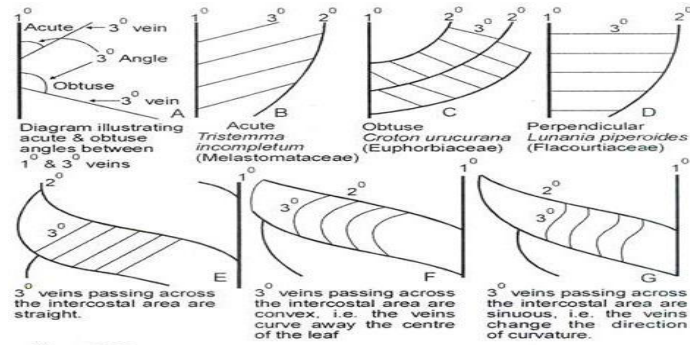 1° Acute 3° vein
3° Angle
Obtuse
3° vein
A
Diagram illustrating
acute & obtuse
angles between
1° & 3° veins
1° 3° 2°
B
Acute
Tristemma
incompletum
(Melastomataceae)
1° 2° 3° 2°
C
Obtuse
Croton urucurana
(Euphorbiaceae)
1° 3° 2°
D
Perpendicular
Lunania piperoides
(Flacourtiaceae)
2° 1°
3°
E
3° veins passing across
the intercostal area are
straight.
1° 2° 1°
3°
F
3° veins passing across
the intercostal area are
convex, i.e. the veins
curve away the centre
of the leaf
2° 1°
3°
G
3° veins passing across
the intercostal area are
sinuous, i.e. the veins
change the direction
of curvature.